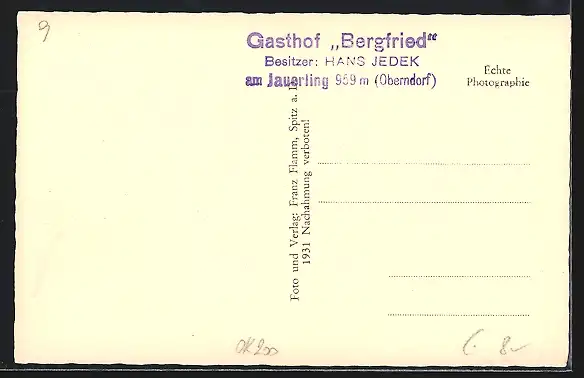 9
Gasthof „Bergfried“
Besitzer: HANS JEDEK
am Jauerling 959 m (Oberndorf)
Echte
Photographie
Foto und Verlag: Franz Flamm, Spitz a. D.
1931 Nachahmung verboten!
8